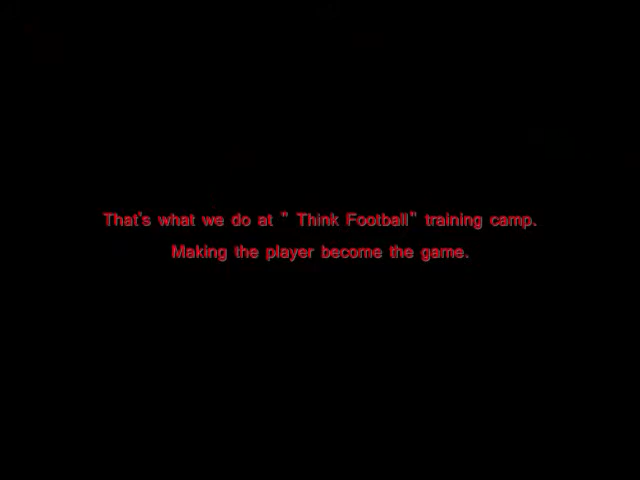 That's what we do at " Think Football" training camp.
Making the player become the game.